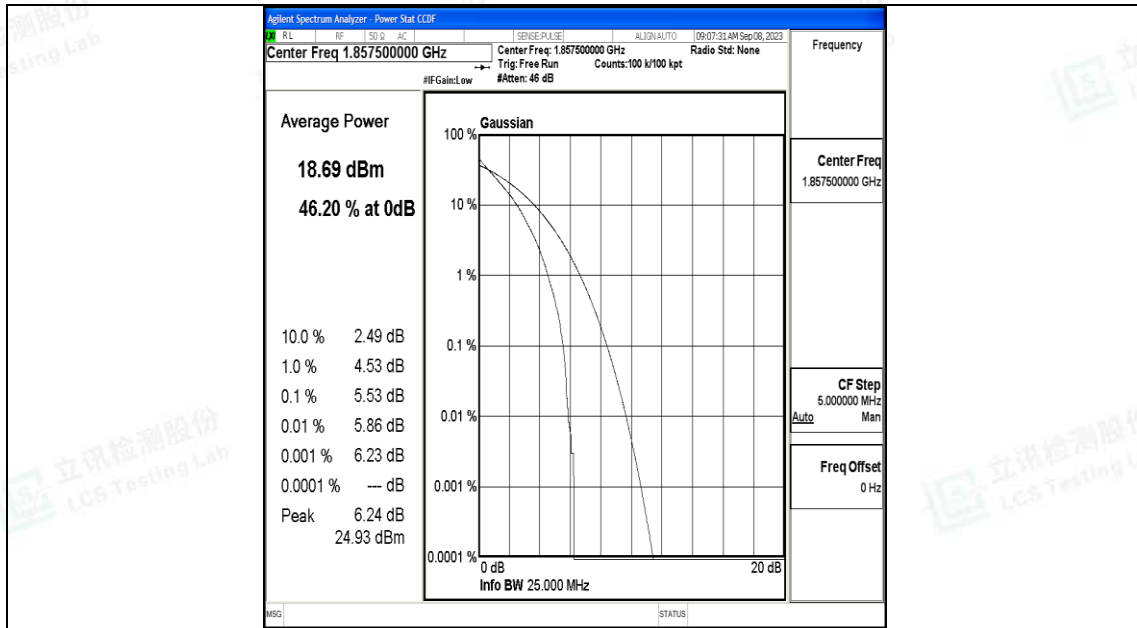 Agilent Spectrum Analyzer - Power Stat CCDF
RL RF 50 Ω AC SENSE:PULSE ALIGN AUTO 09:07:31 AM Sep 08, 2023
Center Freq 1.857500000 GHz
Center Freq: 1.857500000 GHz
Radio Std: None
Trig: Free Run Counts:100 k/100 kpt
#IFGain:Low #Atten: 46 dB
Frequency
Average Power
18.69 dBm
46.20 % at 0dB
10.0 % 2.49 dB
1.0 % 4.53 dB
0.1 % 5.53 dB
0.01 % 5.86 dB
0.001 % 6.23 dB
0.0001 % --- dB
Peak 6.24 dB
24.93 dBm
Gaussian
100 %
10 %
1 %
0.1 %
0.01 %
0.001 %
0.0001 %
0 dB 20 dB
Info BW 25.000 MHz
Center Freq
1.857500000 GHz
CF Step
5.000000 MHz
Auto Man
Freq Offset
0 Hz
MSG STATUS
立讯检测股份
LCS Testing Lab
立讯检测股份
LCS Testing L